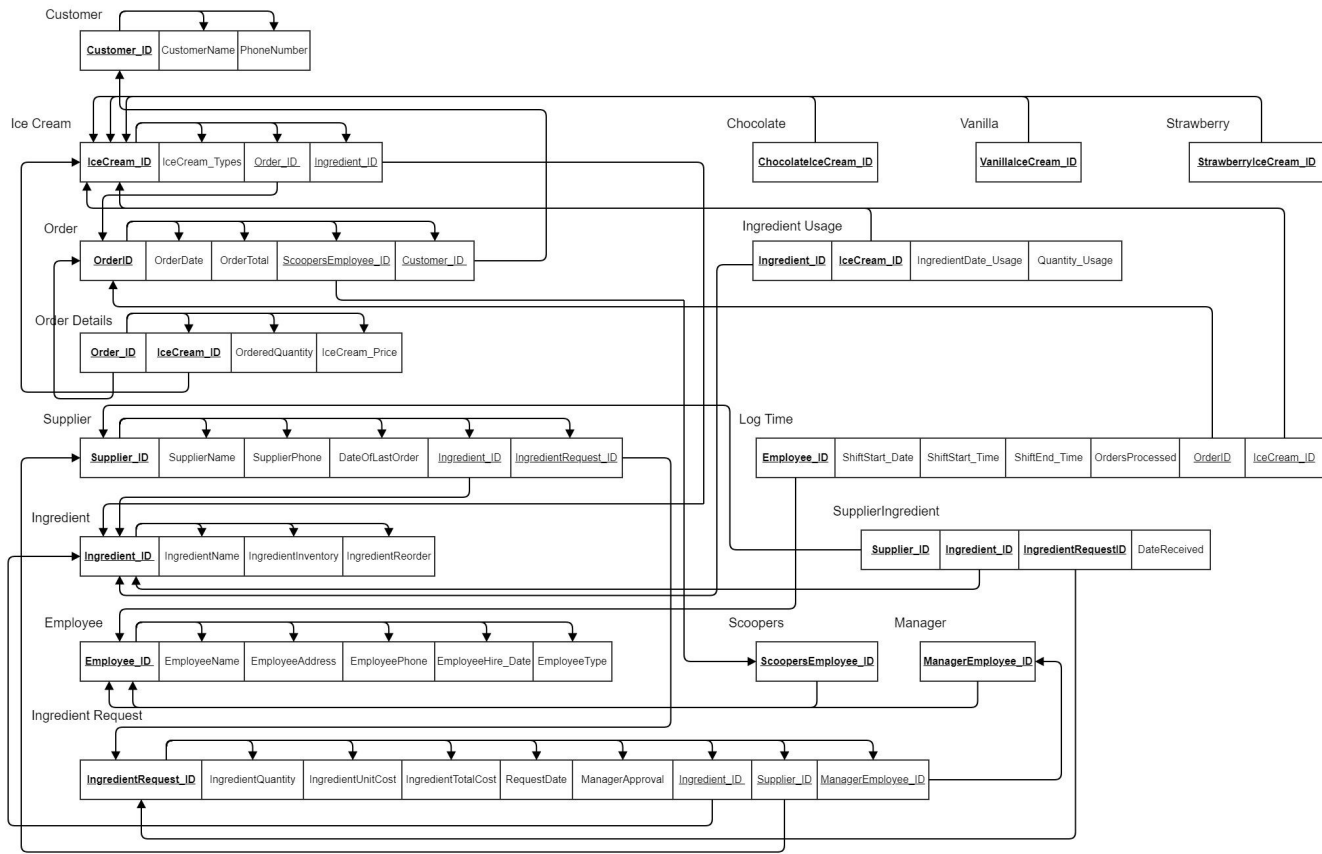 Customer
Customer_ID CustomerName PhoneNumber
Ice Cream
IceCream_ID IceCream_Types Order_ID Ingredient_ID
Chocolate
ChocolateIceCream_ID
Vanilla
VanillaIceCream_ID
Strawberry
StrawberryIceCream_ID
Order
OrderID OrderDate OrderTotal ScoopersEmployee_ID Customer_ID
Ingredient Usage
Ingredient_ID IceCream_ID IngredientDate_Usage Quantity_Usage
Order Details
Order_ID IceCream_ID OrderedQuantity IceCream_Price
Supplier
Supplier_ID SupplierName SupplierPhone DateOfLastOrder Ingredient_ID IngredientRequest_ID
Log Time
Employee_ID ShiftStart_Date ShiftStart_Time ShiftEnd_Time OrdersProcessed OrderID IceCream_ID
Ingredient
Ingredient_ID IngredientName IngredientInventory IngredientReorder
SupplierIngredient
Supplier_ID Ingredient_ID IngredientRequestID DateReceived
Employee
Employee_ID EmployeeName EmployeeAddress EmployeePhone EmployeeHire_Date EmployeeType
Scoopers
ScoopersEmployee_ID
Manager
ManagerEmployee_ID
Ingredient Request
IngredientRequest_ID IngredientQuantity IngredientUnitCost IngredientTotalCost RequestDate ManagerApproval Ingredient_ID Supplier_ID ManagerEmployee_ID